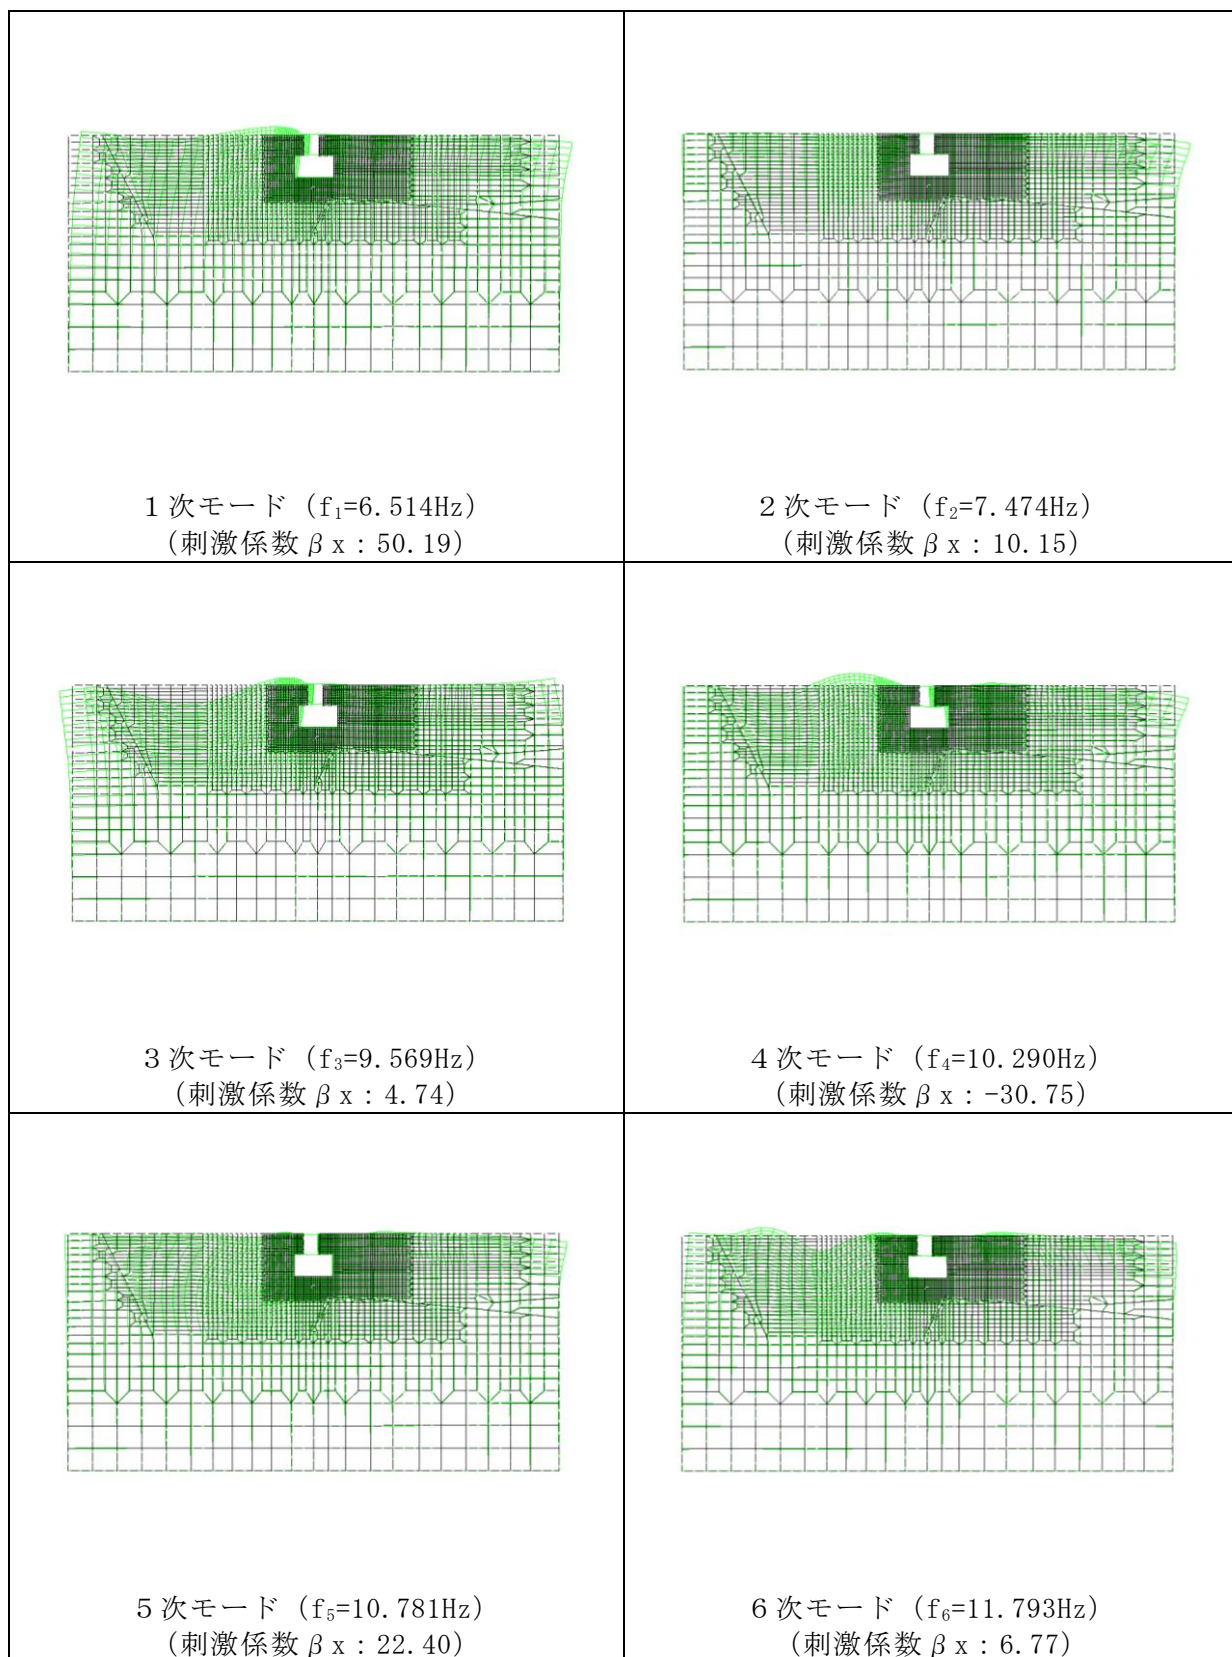 1次モード (f₁=6.514Hz)
(刺激係数βx:50.19)
2次モード (f₂=7.474Hz)
(刺激係数βx:10.15)
3次モード (f₃=9.569Hz)
(刺激係数βx:4.74)
4次モード (f₄=10.290Hz)
(刺激係数βx:-30.75)
5次モード (f₅=10.781Hz)
(刺激係数βx:22.40)
6次モード (f₆=11.793Hz)
(刺激係数βx:6.77)